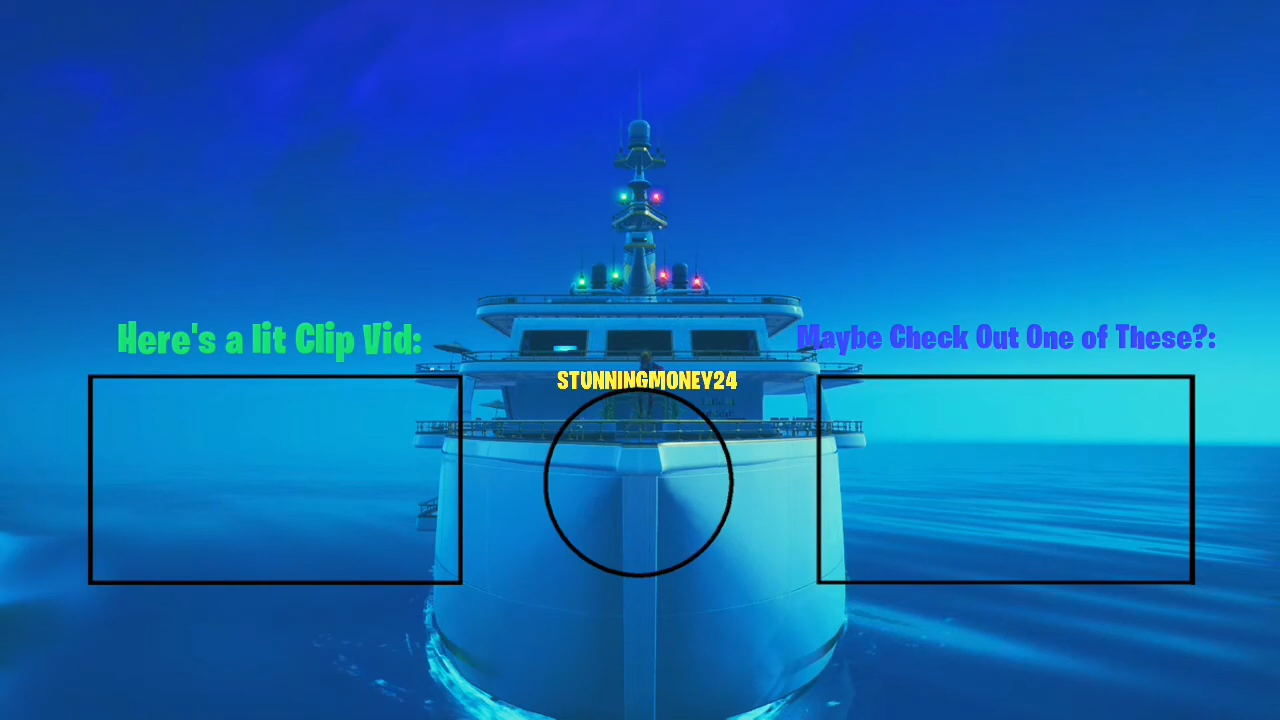 Here's a lit Clip Vid:
Maybe Check Out One of These?:
STUNNINGMONEY24